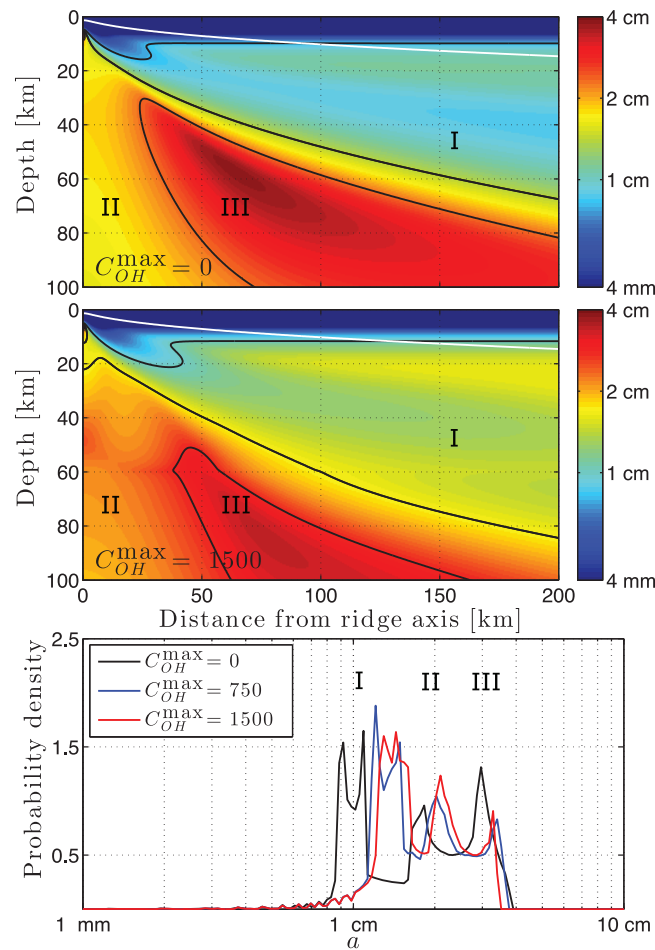 0
20
40
60
80
100
Depth [km]
I
II
III
C_OH^max = 0
4 cm
2 cm
1 cm
4 mm
0
20
40
60
80
100
Depth [km]
I
II
III
C_OH^max = 1500
4 cm
2 cm
1 cm
4 mm
0 50 100 150 200
Distance from ridge axis [km]
2.5
1.5
0.5
Probability density
C_OH^max = 0
C_OH^max = 750
C_OH^max = 1500
I II III
1 mm 1 cm 10 cm
a